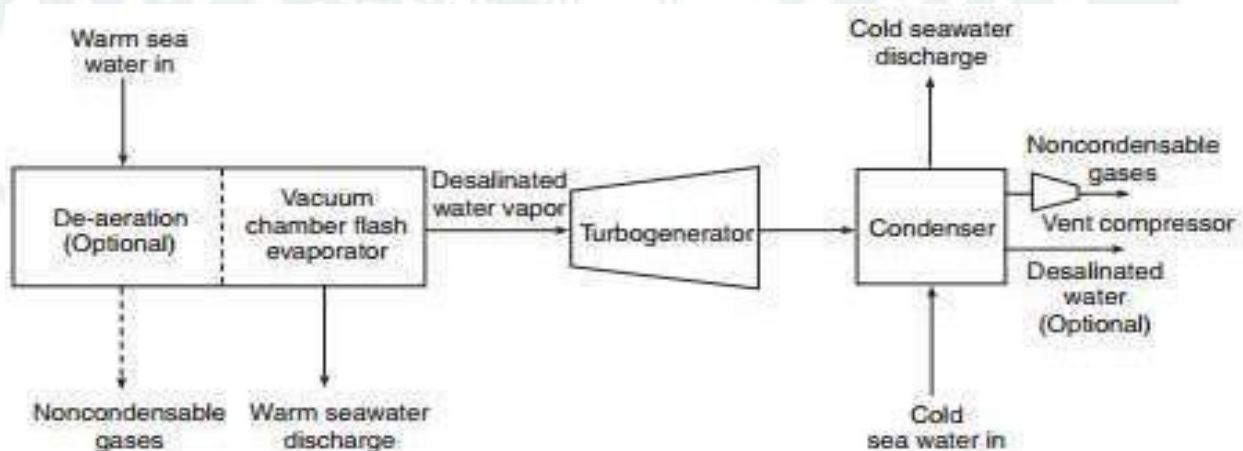 Warm sea
water in
De-aeration
(Optional)
Vacuum
chamber flash
evaporator
Noncondensable
gases
Warm seawater
discharge
Desalinated
water vapor
Turbogenerator
Cold seawater
discharge
Condenser
Noncondensable
gases
Vent compressor
Desalinated
water
(Optional)
Cold
sea water in